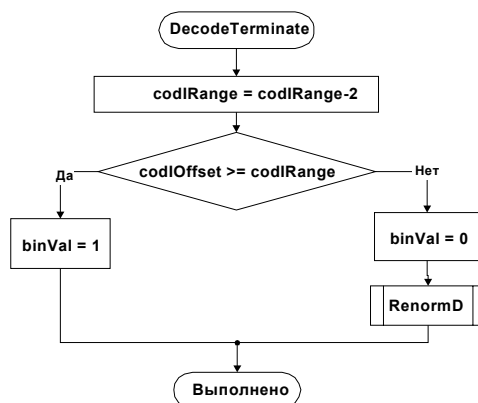 DecodeTerminate
codIRange = codIRange-2
codIOffset >= codIRange
Да
Нет
binVal = 1
binVal = 0
RenormD
Выполнено